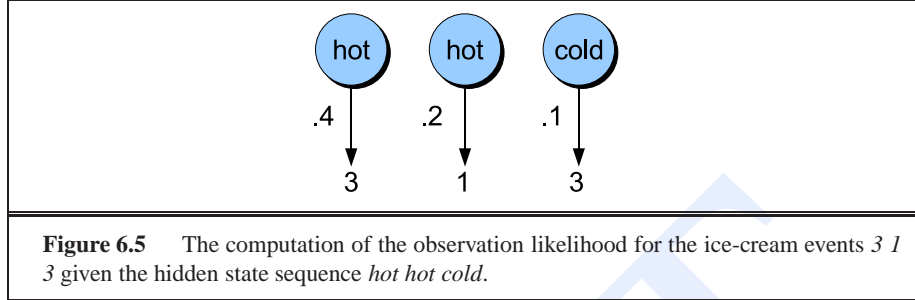 hot hot cold
.4 .2 .1
3 1 3
Figure 6.5 The computation of the observation likelihood for the ice-cream events 3 1
3 given the hidden state sequence hot hot cold.